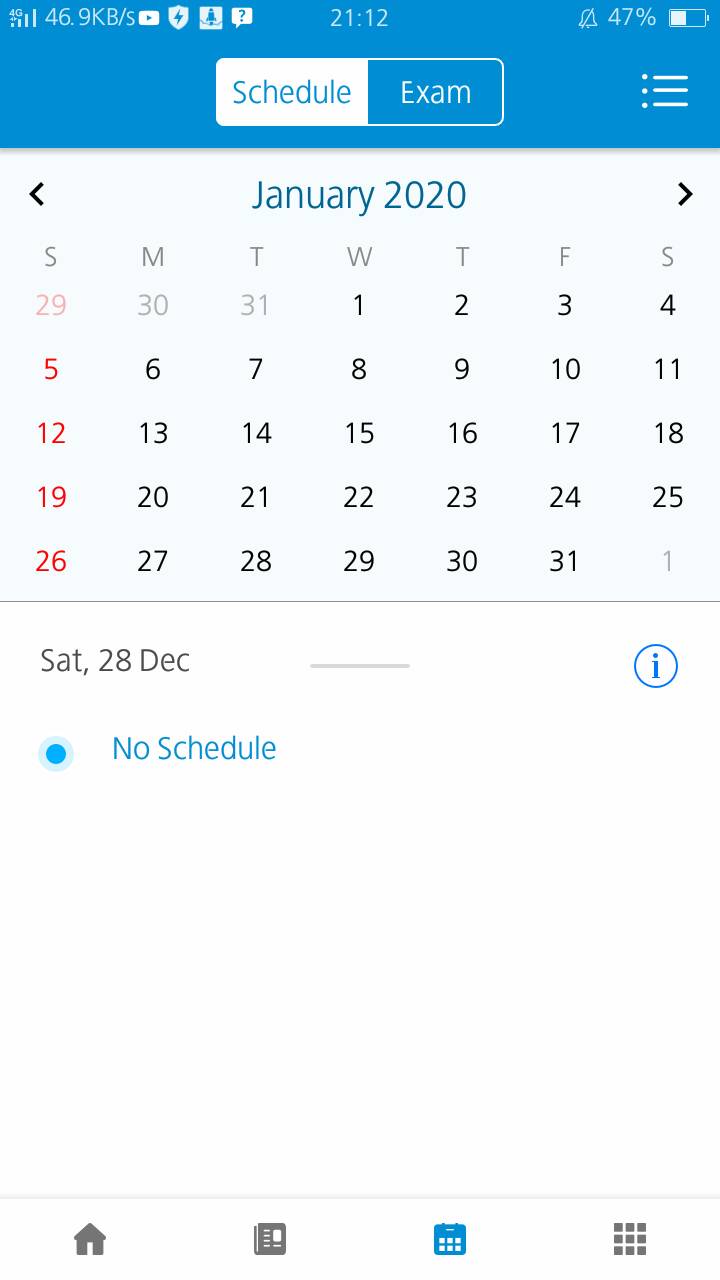 4G 46.9KB/s 21:12 47%
Schedule Exam
January 2020
S M T W T F S
29 30 31 1 2 3 4
5 6 7 8 9 10 11
12 13 14 15 16 17 18
19 20 21 22 23 24 25
26 27 28 29 30 31 1
Sat, 28 Dec
No Schedule